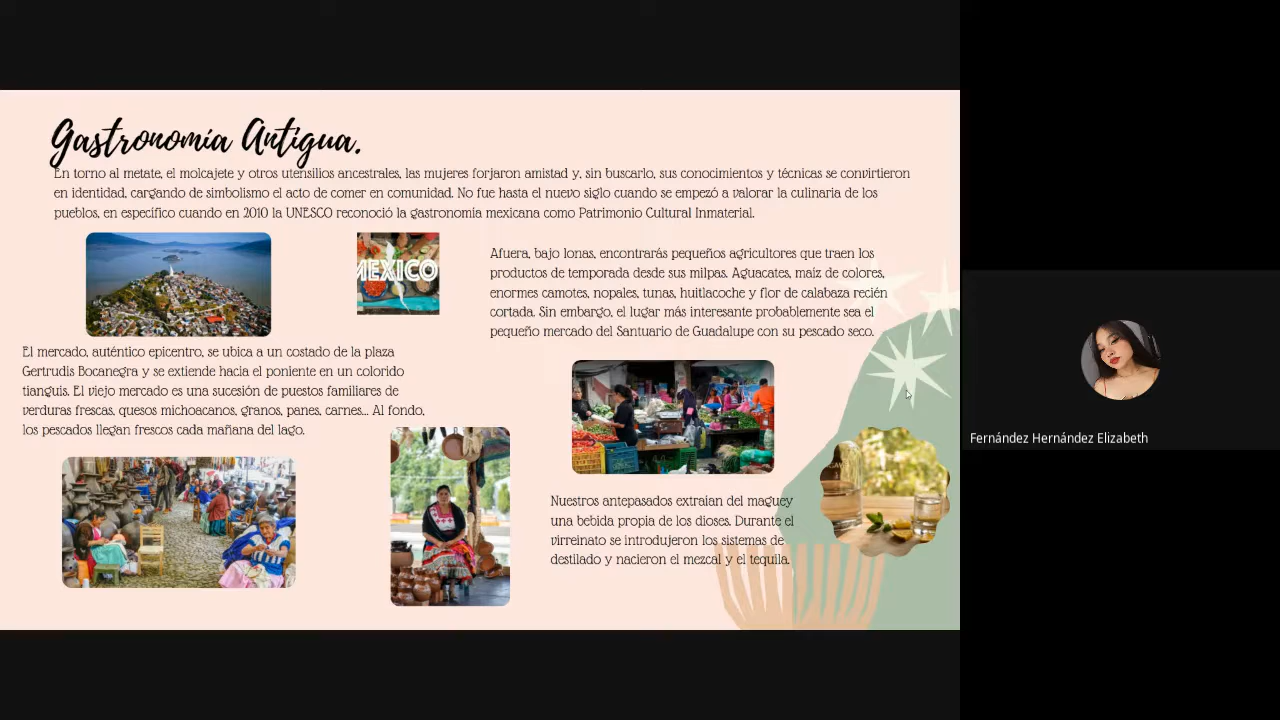 Gastronomía Antigua.
En torno al metate, el molcajete y otros utensilios ancestrales, las mujeres forjaron amistad y, sin buscarlo, sus conocimientos y técnicas se convirtieron
en identidad, cargando de simbolismo el acto de comer en comunidad. No fue hasta el nuevo siglo cuando se empezó a valorar la culinaria de los
pueblos, en específico cuando en 2010 la UNESCO reconoció la gastronomía mexicana como Patrimonio Cultural Inmaterial.
MEXICO
Afuera, bajo lonas, encontrarás pequeños agricultores que traen los
productos de temporada desde sus milpas. Aguacates, maíz de colores,
enormes camotes, nopales, tunas, huitlacoche y flor de calabaza recién
cortada. Sin embargo, el lugar más interesante probablemente sea el
pequeño mercado del Santuario de Guadalupe con su pescado seco.
El mercado, auténtico epicentro, se ubica a un costado de la plaza
Gertrudis Bocanegra y se extiende hacia el poniente en un colorido
tianguis. El viejo mercado es una sucesión de puestos familiares de
verduras frescas, quesos michoacanos, granos, panes, carnes... Al fondo,
los pescados llegan frescos cada mañana del lago.
Nuestros antepasados extraían del maguey
una bebida propia de los dioses. Durante el
virreinato se introdujeron los sistemas de
destilado y nacieron el mezcal y el tequila.
Fernández Hernández Elizabeth